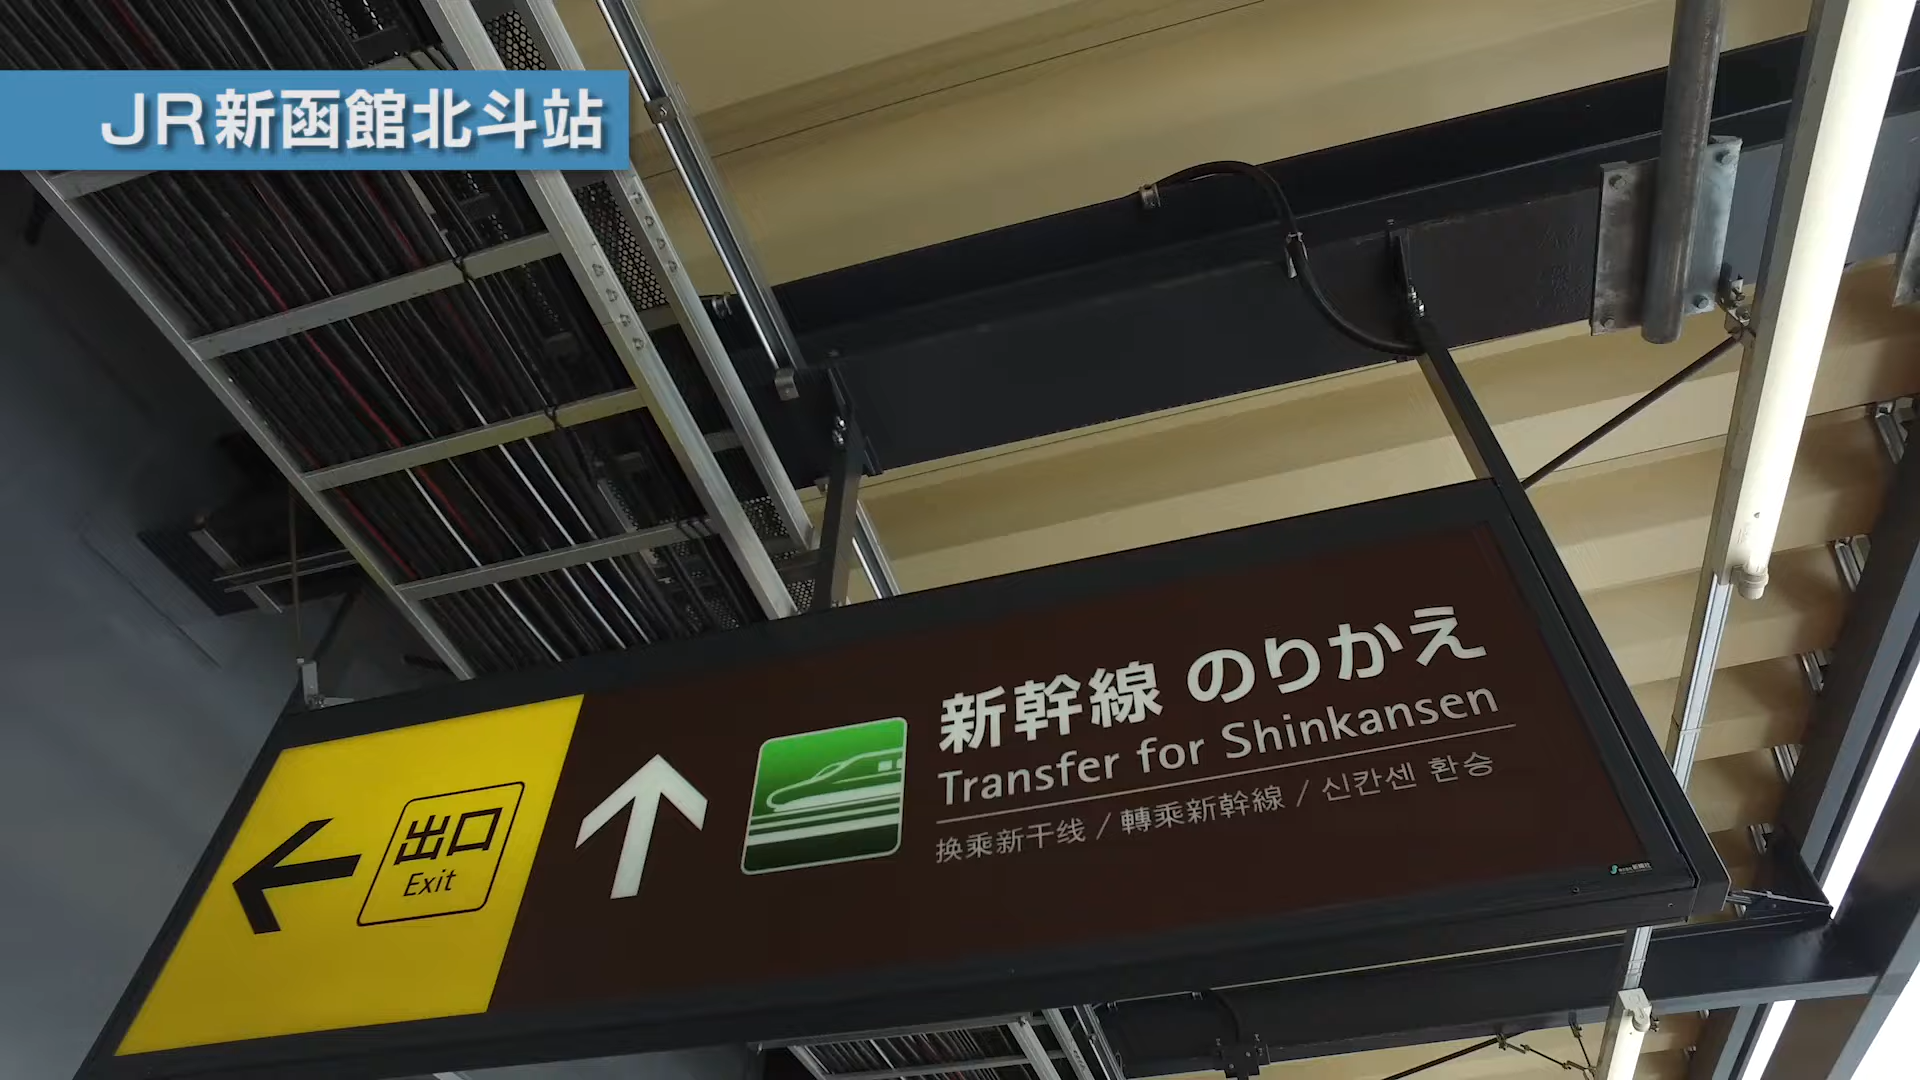 JR新函館北斗站
新幹線 のりかえ
Transfer for Shinkansen
换乘新干线 / 轉乘新幹線 / 신칸센 환승
出口
Exit